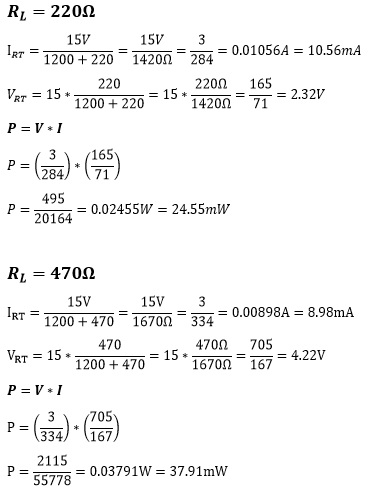 R_L = 220Ω
I_RT = 15V/(1200 + 220) = 15V/1420Ω = 3/284 = 0.01056A = 10.56mA
V_RT = 15 * 220/(1200 + 220) = 15 * 220Ω/1420Ω = 165/71 = 2.32V
P = V * I
P = (3/284) * (165/71)
P = 495/20164 = 0.02455W = 24.55mW
R_L = 470Ω
I_RT = 15V/(1200 + 470) = 15V/1670Ω = 3/334 = 0.00898A = 8.98mA
V_RT = 15 * 470/(1200 + 470) = 15 * 470Ω/1670Ω = 705/167 = 4.22V
P = V * I
P = (3/334) * (705/167)
P = 2115/55778 = 0.03791W = 37.91mW